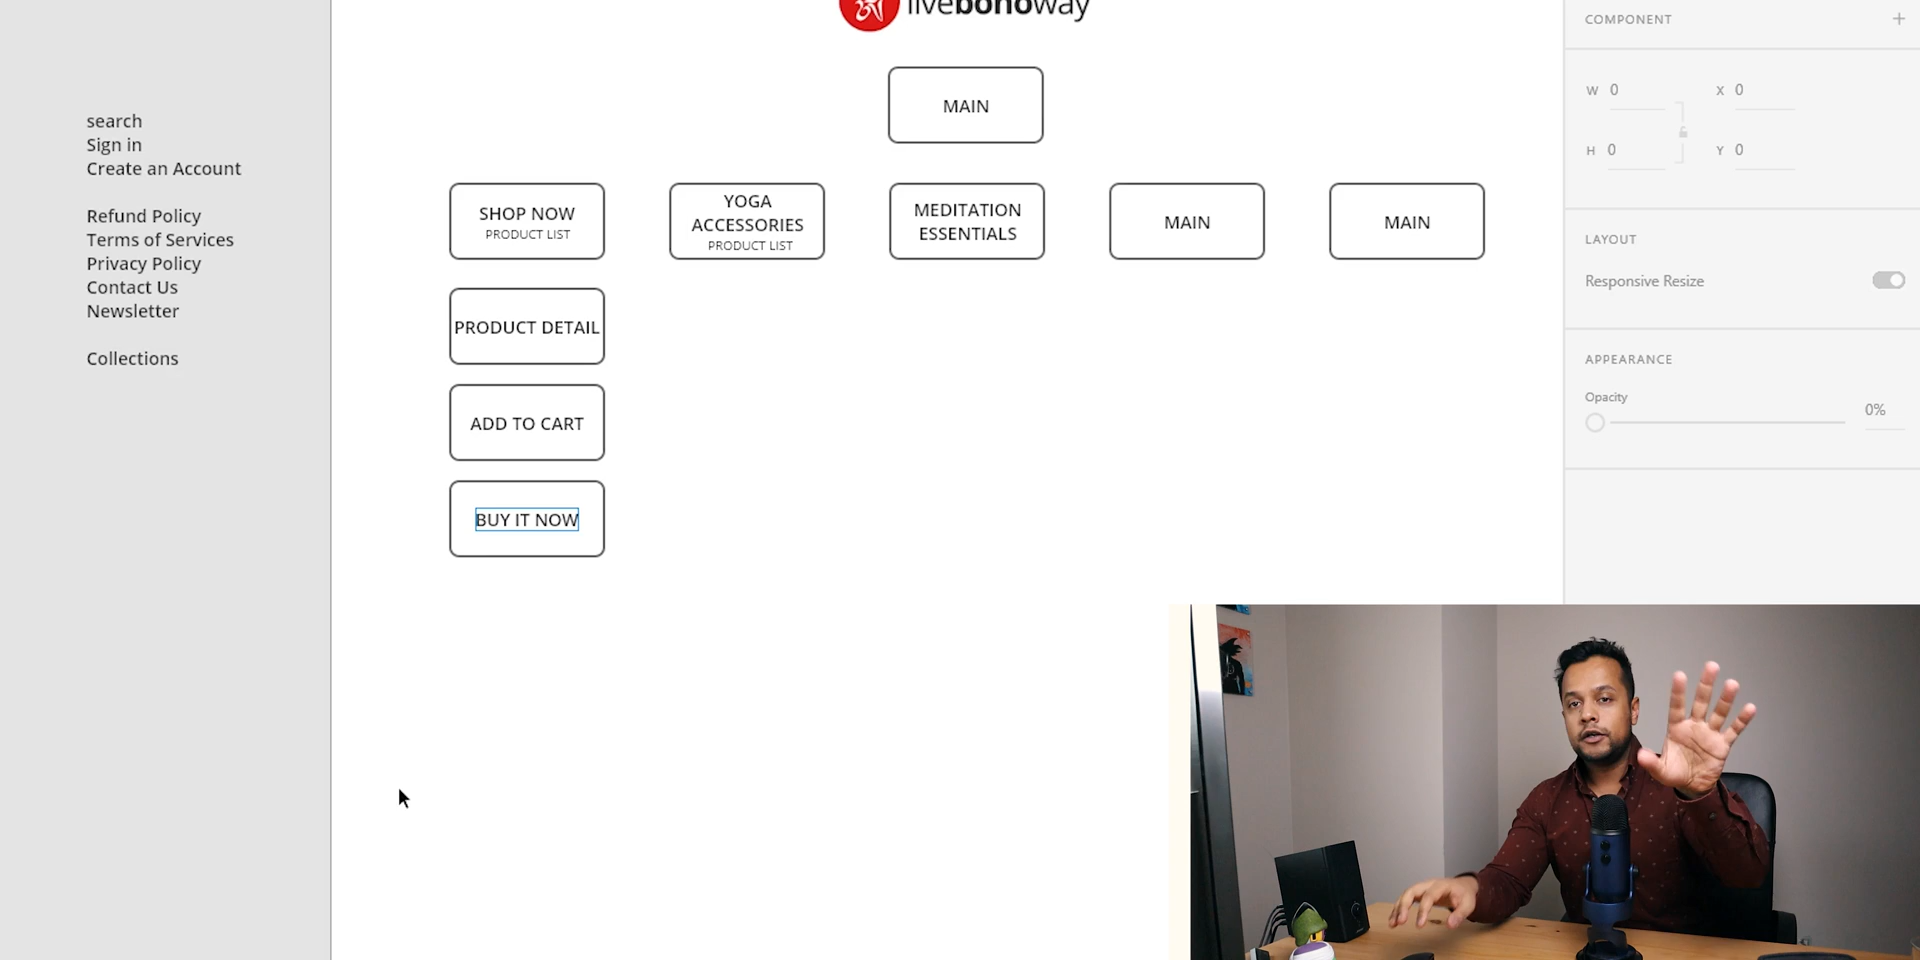 livebohoway
MAIN
search
Sign in
Create an Account
Refund Policy
Terms of Services
Privacy Policy
Contact Us
Newsletter
Collections
SHOP NOW
PRODUCT LIST
YOGA
ACCESSORIES
PRODUCT LIST
MEDITATION
ESSENTIALS
MAIN
MAIN
PRODUCT DETAIL
ADD TO CART
BUY IT NOW
COMPONENT
W 0
X 0
H 0
Y 0
LAYOUT
Responsive Resize
APPEARANCE
Opacity
0%